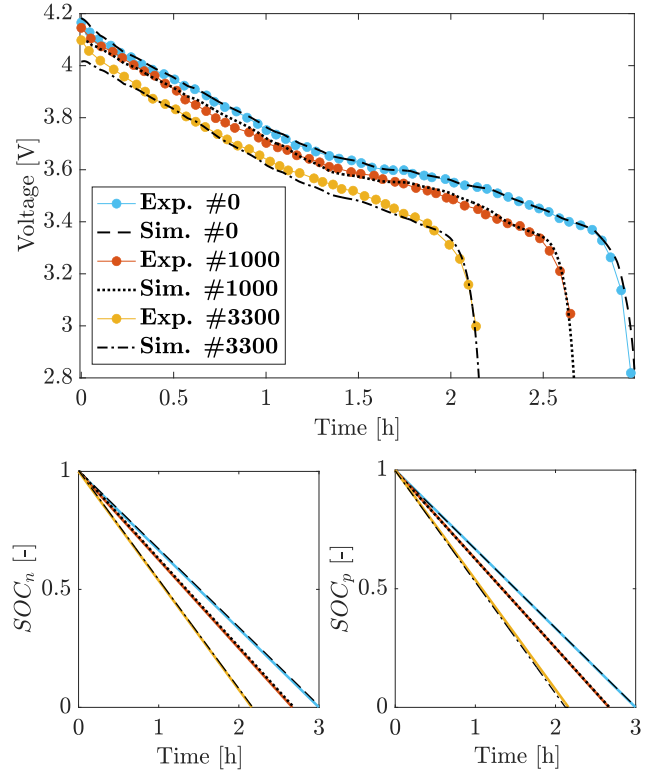 4.2
4
3.8
3.6
3.4
3.2
3
2.8
Voltage [V]
Exp. #0
Sim. #0
Exp. #1000
Sim. #1000
Exp. #3300
Sim. #3300
0 0.5 1 1.5 2 2.5
Time [h]
1
0.5
0
SOCn [-]
0 1 2 3
Time [h]
1
0.5
0
SOCp [-]
0 1 2 3
Time [h]